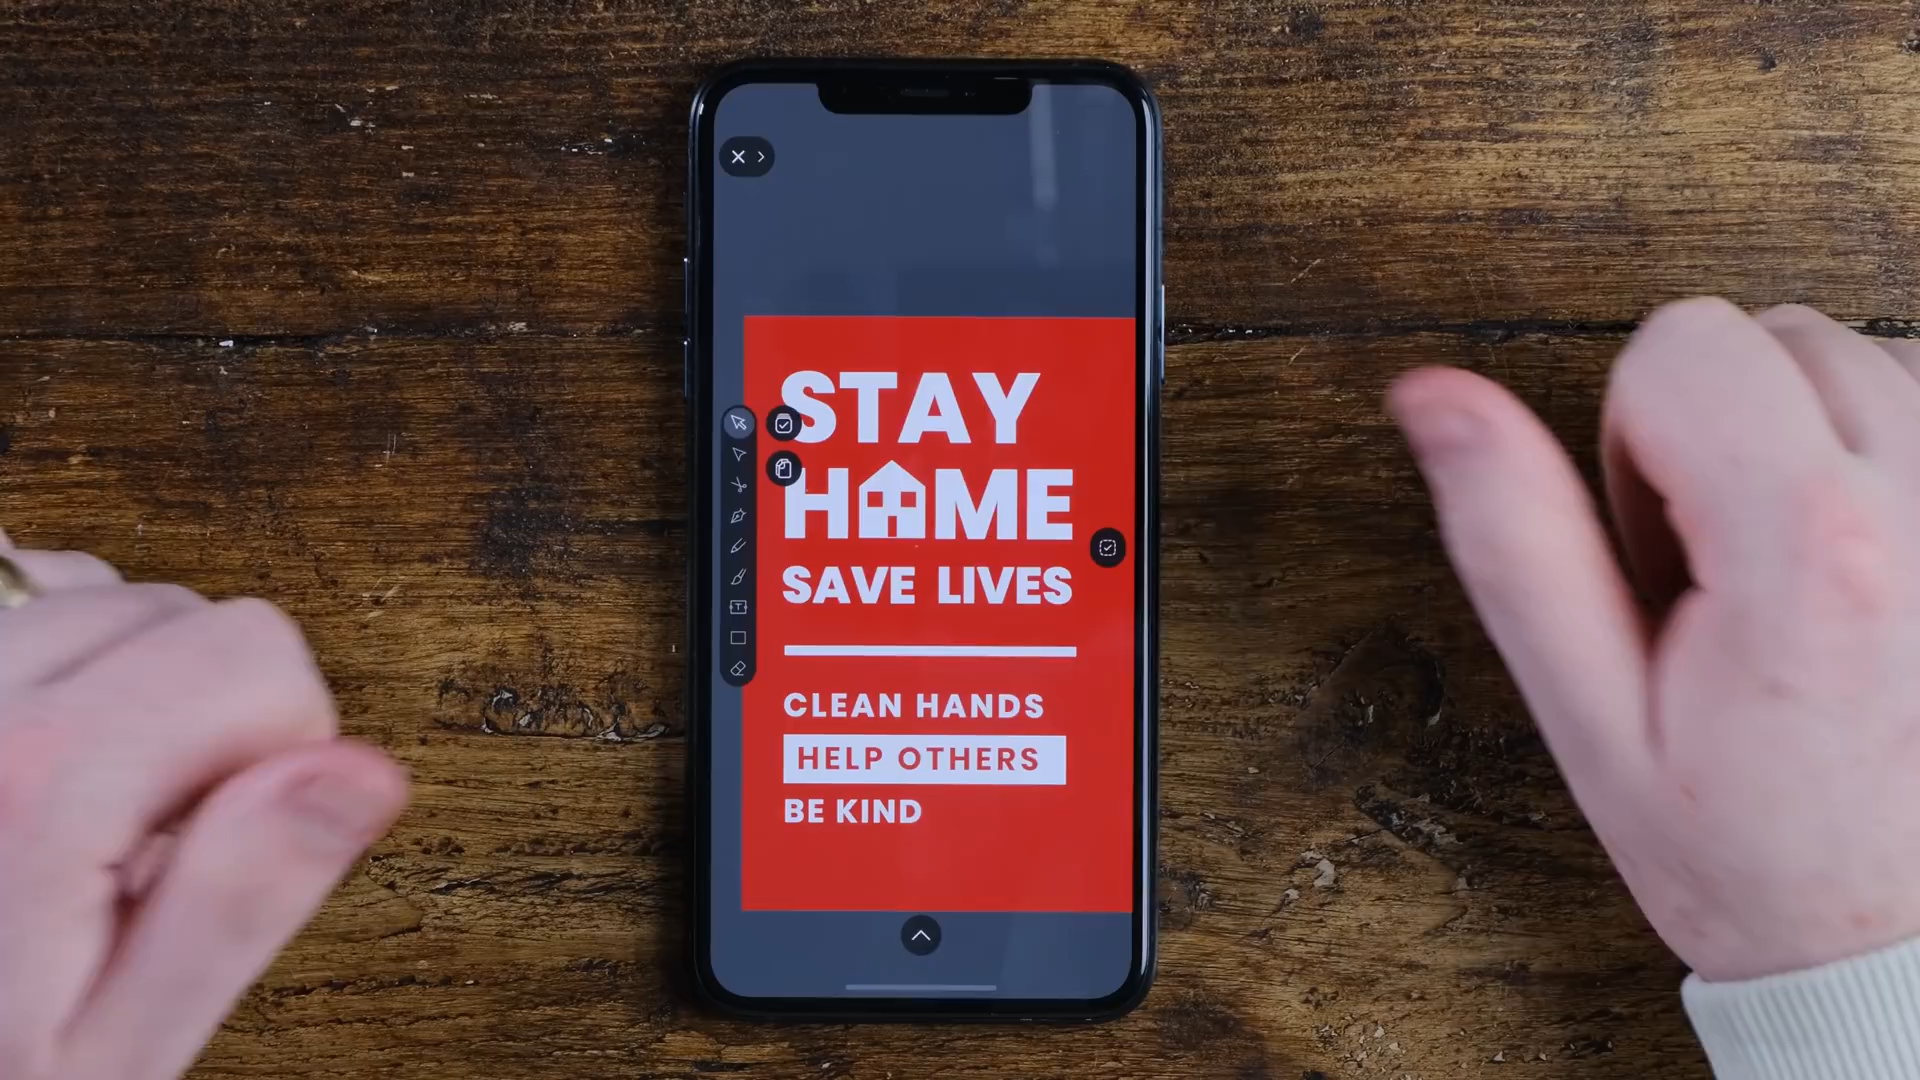 STAY
HOME
SAVE LIVES
CLEAN HANDS
HELP OTHERS
BE KIND